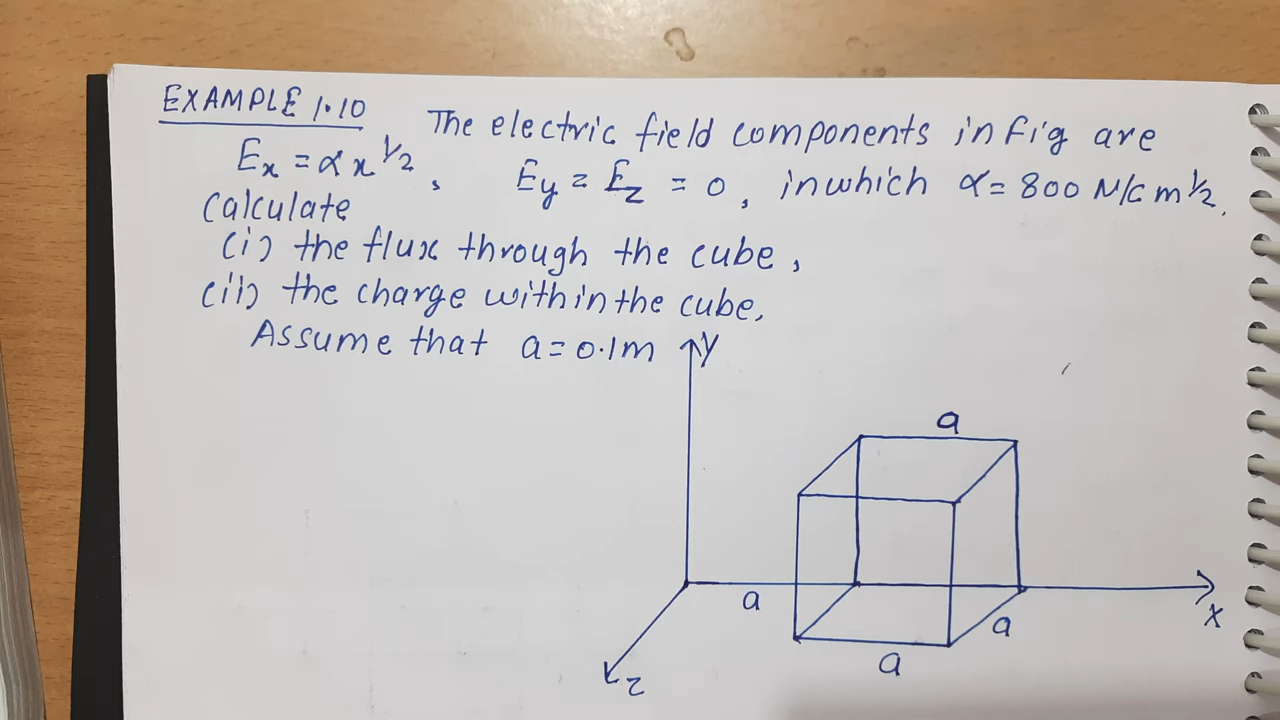 EXAMPLE 1.10 The electric field components in Fig are
Ex = αx^1/2, Ey = Ez = 0, in which α = 800 N/C m^1/2.
Calculate
(i) the flux through the cube,
(ii) the charge within the cube.
Assume that a = 0.1m
y
a
a
x
a
a
z